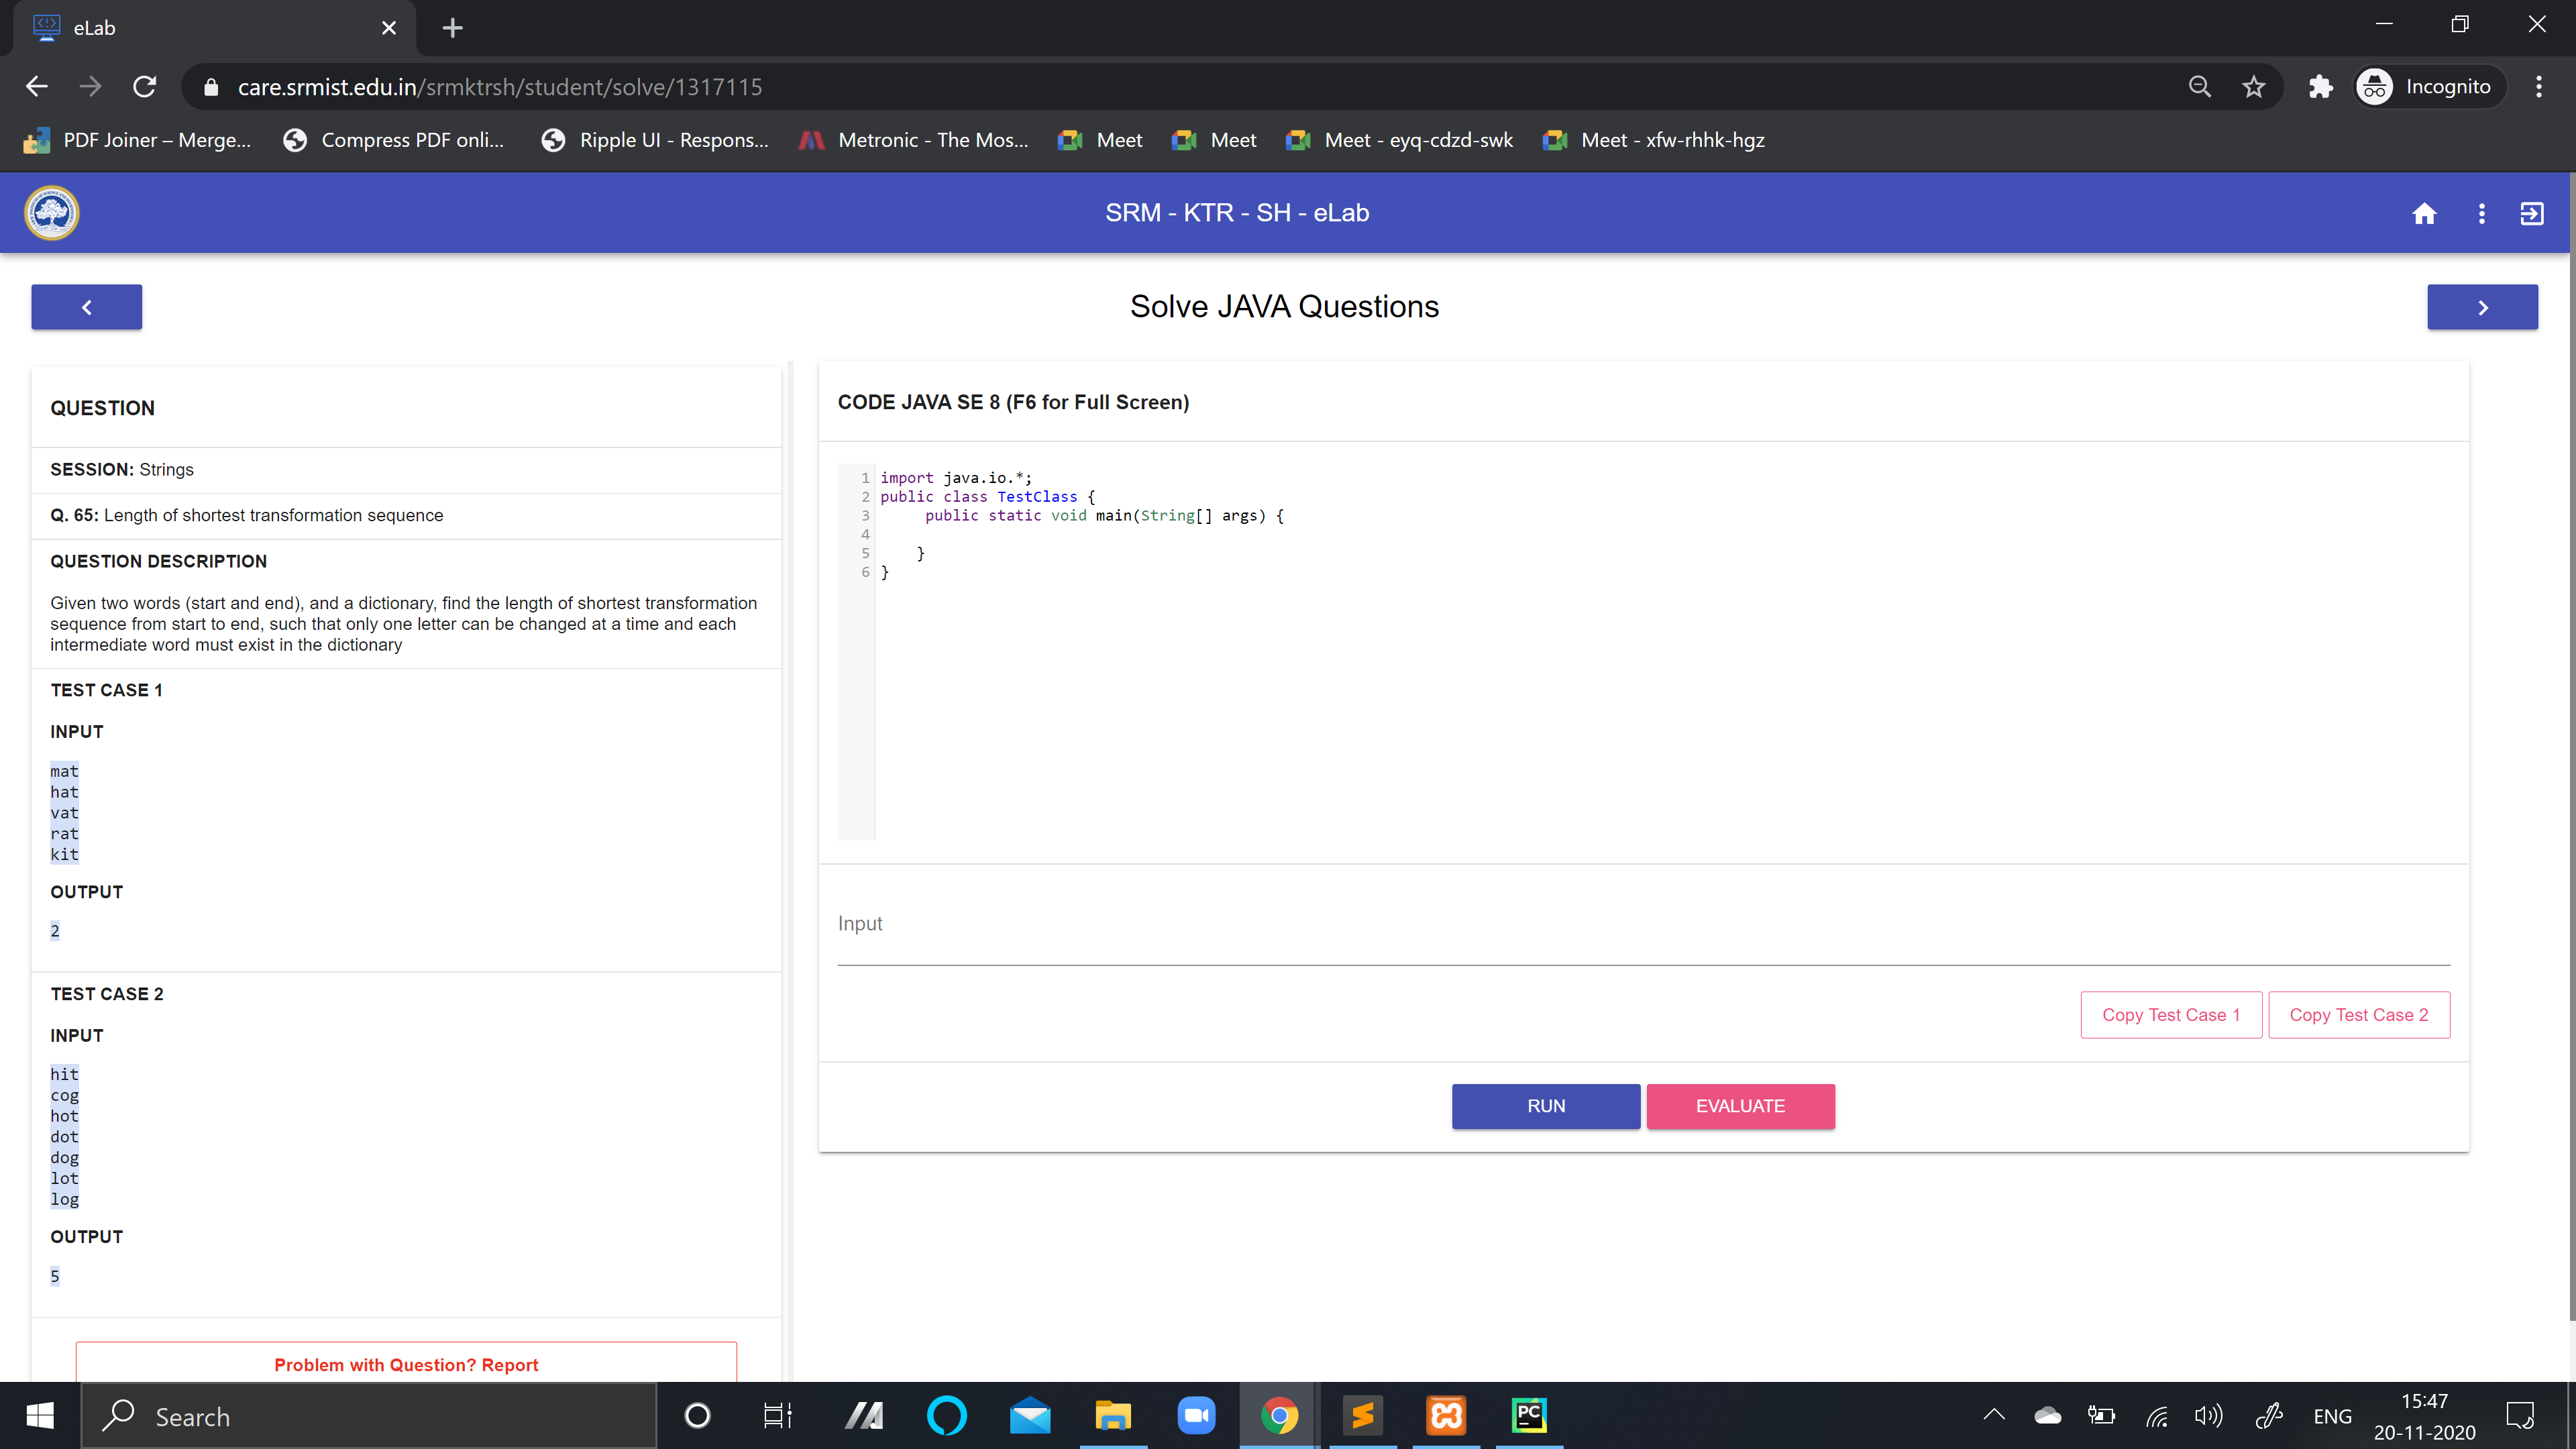 eLab
care.srmist.edu.in/srmktrsh/student/solve/1317115
Incognito
PDF Joiner – Merge...
Compress PDF onli...
Ripple UI - Respons...
Metronic - The Mos...
Meet
Meet
Meet - eyq-cdzd-swk
Meet - xfw-rhhk-hgz
SRM - KTR - SH - eLab
Solve JAVA Questions
QUESTION
SESSION: Strings
Q. 65: Length of shortest transformation sequence
QUESTION DESCRIPTION
Given two words (start and end), and a dictionary, find the length of shortest transformation
sequence from start to end, such that only one letter can be changed at a time and each
intermediate word must exist in the dictionary
TEST CASE 1
INPUT
mat
hat
vat
rat
kit
OUTPUT
2
TEST CASE 2
INPUT
hit
cog
hot
dot
dog
lot
log
OUTPUT
5
Problem with Question? Report
CODE JAVA SE 8 (F6 for Full Screen)
1 import java.io.*;
2 public class TestClass {
3 public static void main(String[] args) {
4
5 }
6 }
Input
Copy Test Case 1
Copy Test Case 2
RUN
EVALUATE
Search
PC
ENG
15:47
20-11-2020